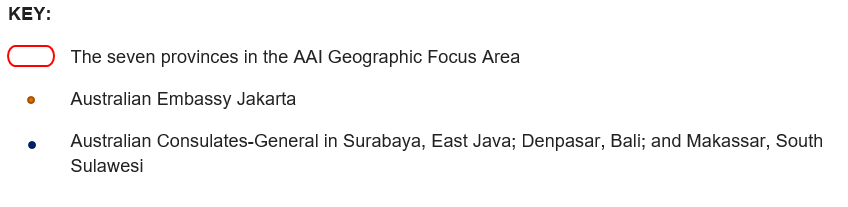 KEY:
The seven provinces in the AAI Geographic Focus Area
Australian Embassy Jakarta
Australian Consulates-General in Surabaya, East Java; Denpasar, Bali; and Makassar, South
Sulawesi